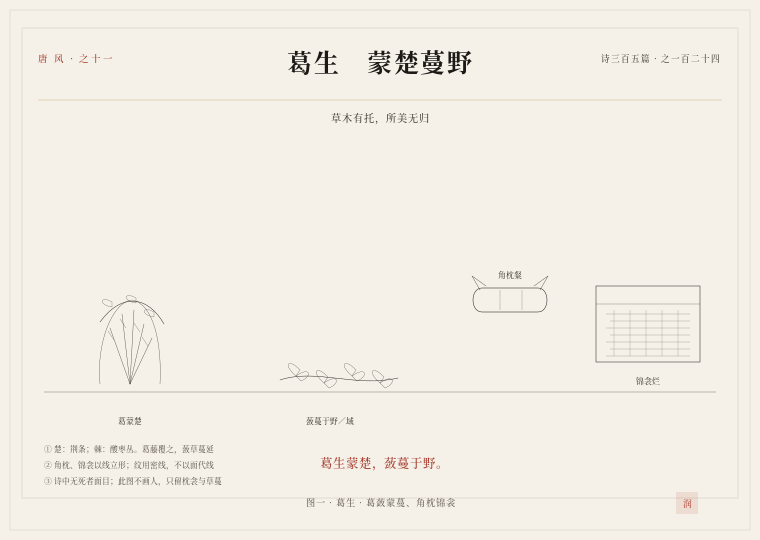 唐 风 · 之十一
葛生　蒙楚蔓野
诗三百五篇 · 之一百二十四
草木有托，所美无归
角枕粲
锦衾烂
葛蒙楚
蔹蔓于野／域
① 楚：荆条；棘：酸枣丛。葛藤覆之，蔹草蔓延
② 角枕、锦衾以线立形；纹用密线，不以面代线
③ 诗中无死者面目；此图不画人，只留枕衾与草蔓
葛生蒙楚，蔹蔓于野。
图一 · 葛生 · 葛蔹蒙蔓、角枕锦衾
润